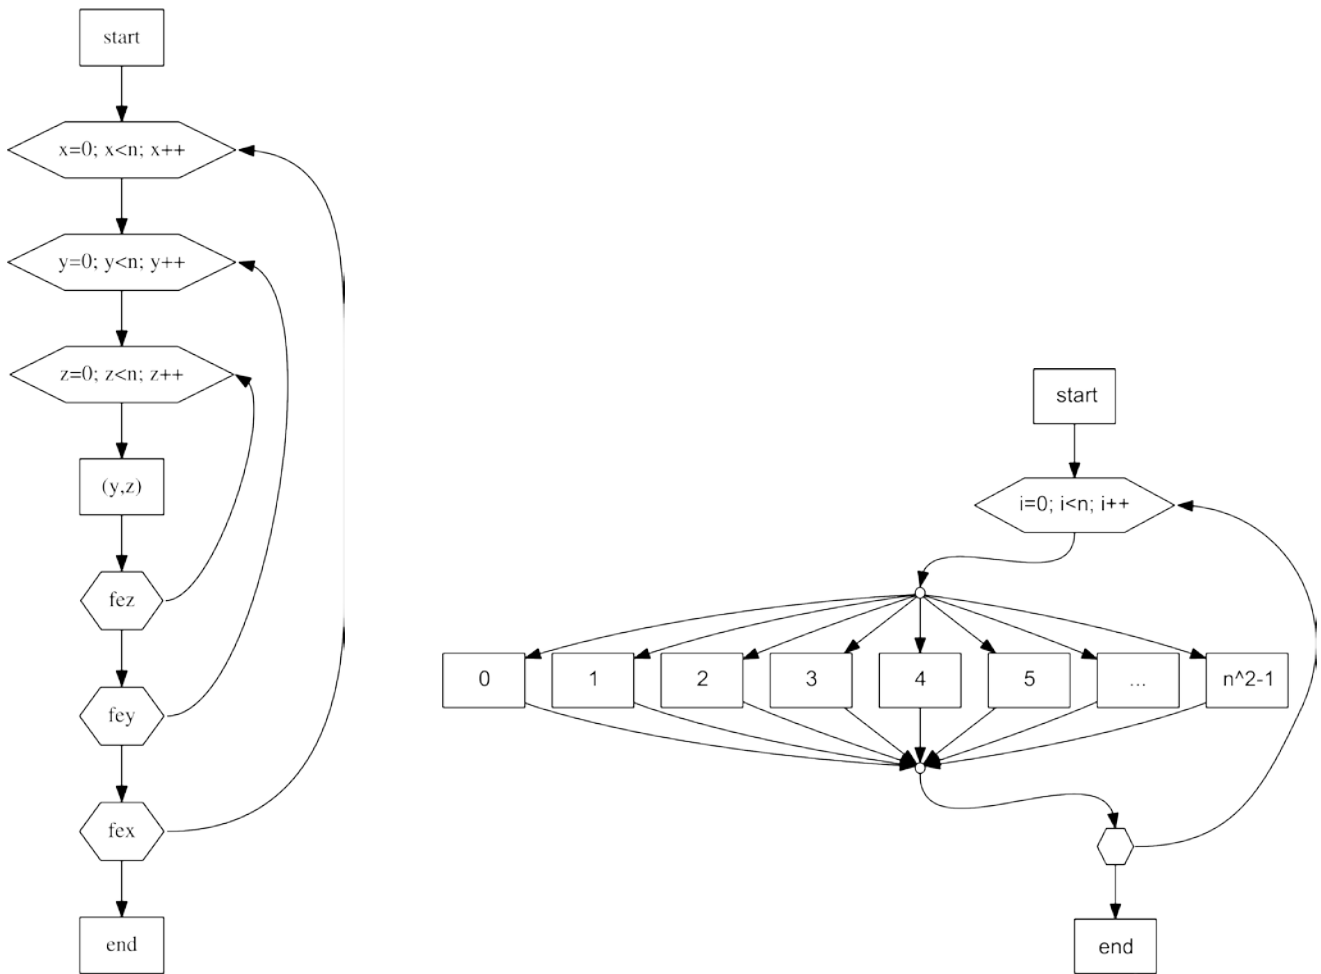 start
x=0; x<n; x++
y=0; y<n; y++
z=0; z<n; z++
(y,z)
fez
fey
fex
end
start
i=0; i<n; i++
0 1 2 3 4 5 ... n^2-1
end